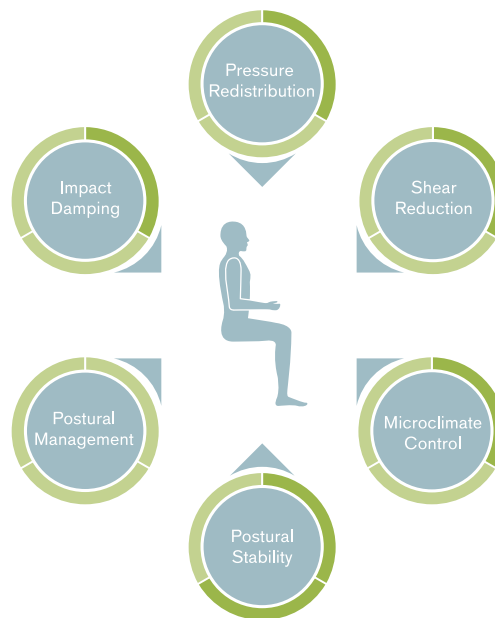 Pressure
Redistribution
Impact
Damping
Shear
Reduction
Postural
Management
Microclimate
Control
Postural
Stability